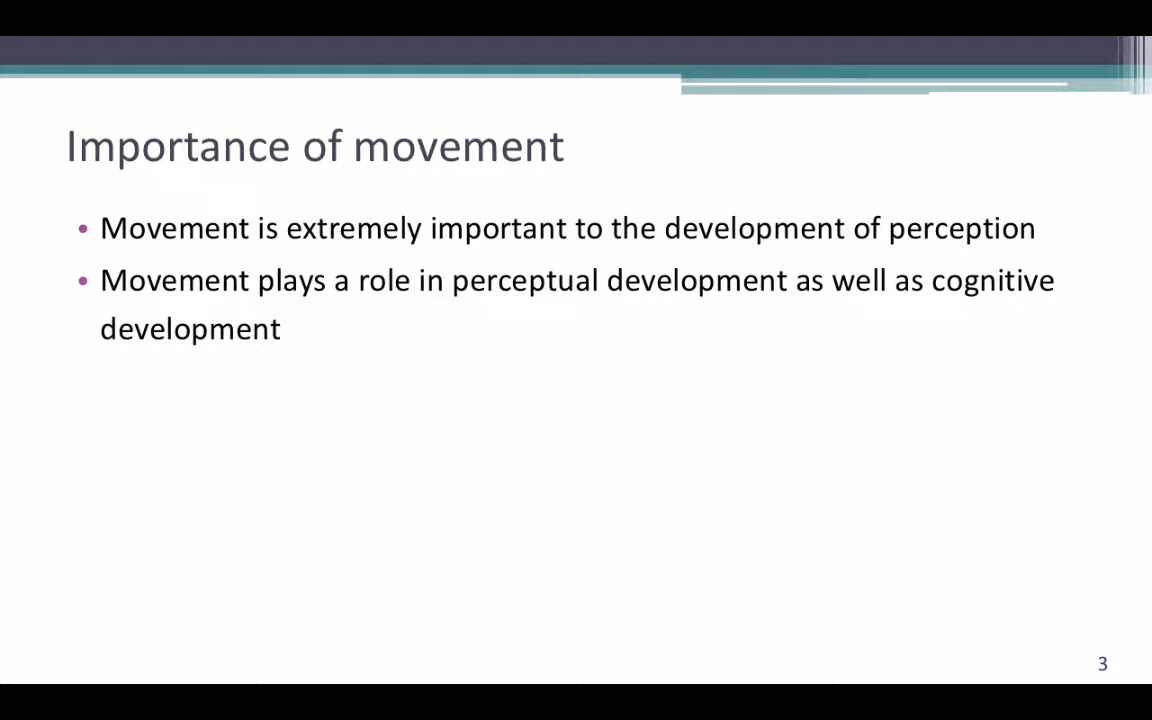 Importance of movement
• Movement is extremely important to the development of perception
• Movement plays a role in perceptual development as well as cognitive
development
3